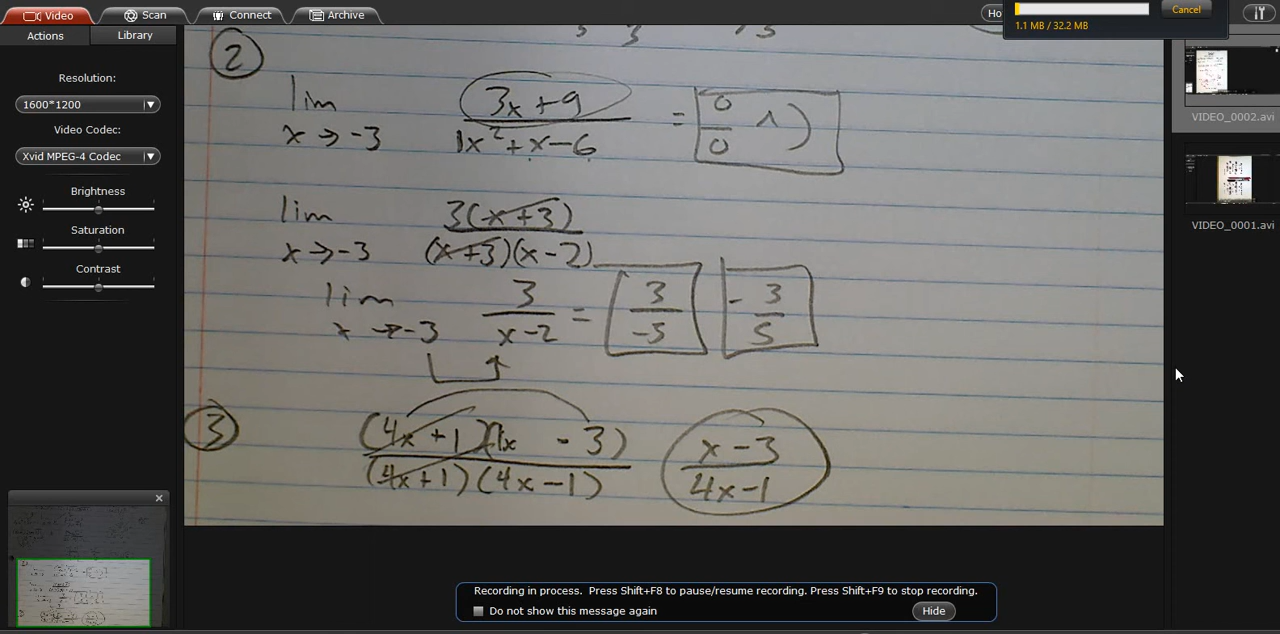 Video Scan Connect Archive Ho
Cancel
1.1 MB / 32.2 MB
Actions Library
Resolution:
1600*1200
Video Codec:
Xvid MPEG-4 Codec
Brightness
Saturation
Contrast
VIDEO_0002.avi
VIDEO_0001.avi
2
lim 3x+9 = 0
x → -3 1x²+x-6 0
lim 3(x+3)
x → -3 (x+3)(x-2)
lim 3 = 3 - 3
x → -3 x-2 -5 5
3 (4x+1)(1x -3) x-3
(4x+1)(4x-1) 4x-1
Recording in process. Press Shift+F8 to pause/resume recording. Press Shift+F9 to stop recording.
Do not show this message again Hide